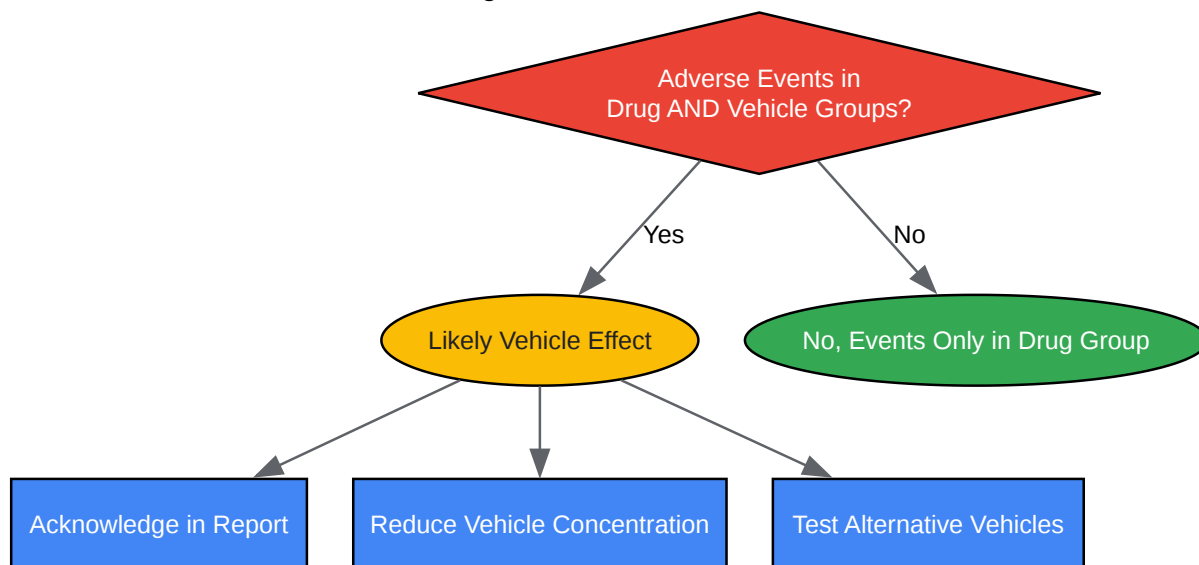 Adverse Events in
Drug AND Vehicle Groups?
Yes
No
Likely Vehicle Effect
No, Events Only in Drug Group
Acknowledge in Report
Reduce Vehicle Concentration
Test Alternative Vehicles